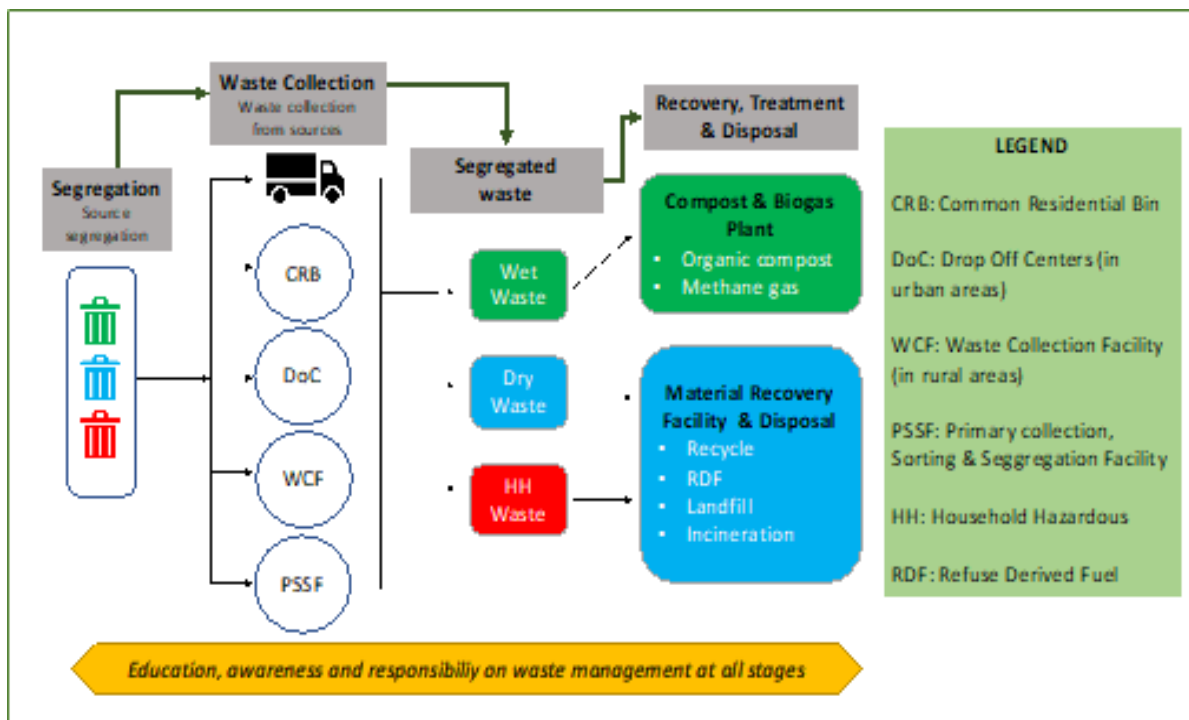 Waste Collection
Waste collection
from sources
Recovery, Treatment
& Disposal
Segregation
Source
segregation
Segregated
waste
CRB
DoC
WCF
PSSF
Wet
Waste
Dry
Waste
HH
Waste
Compost & Biogas
Plant
• Organic compost
• Methane gas
Material Recovery
Facility & Disposal
• Recycle
• RDF
• Landfill
• Incineration
LEGEND
CRB: Common Residential Bin
DoC: Drop Off Centers (in
urban areas)
WCF: Waste Collection Facility
(in rural areas)
PSSF: Primary collection,
Sorting & Seggregation Facility
HH: Household Hazardous
RDF: Refuse Derived Fuel
Education, awareness and responsibiliy on waste management at all stages